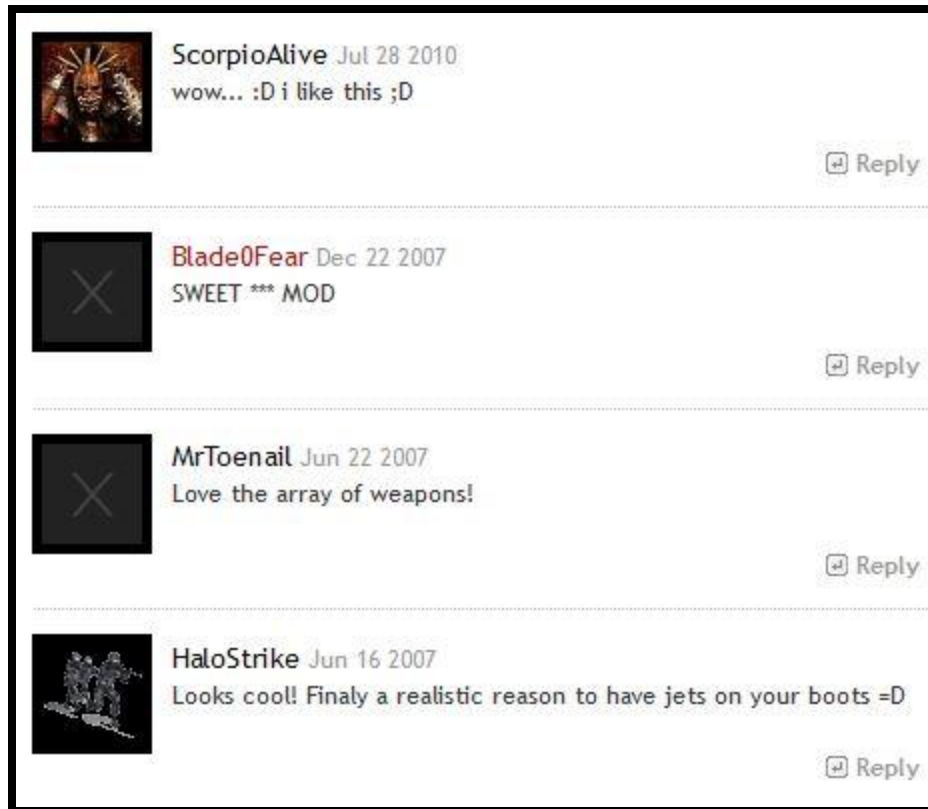 ScorpioAlive Jul 28 2010
wow... :D i like this ;D
Reply
Blade0Fear Dec 22 2007
SWEET *** MOD
Reply
MrToenail Jun 22 2007
Love the array of weapons!
Reply
HaloStrike Jun 16 2007
Looks cool! Finaly a realistic reason to have jets on your boots =D
Reply